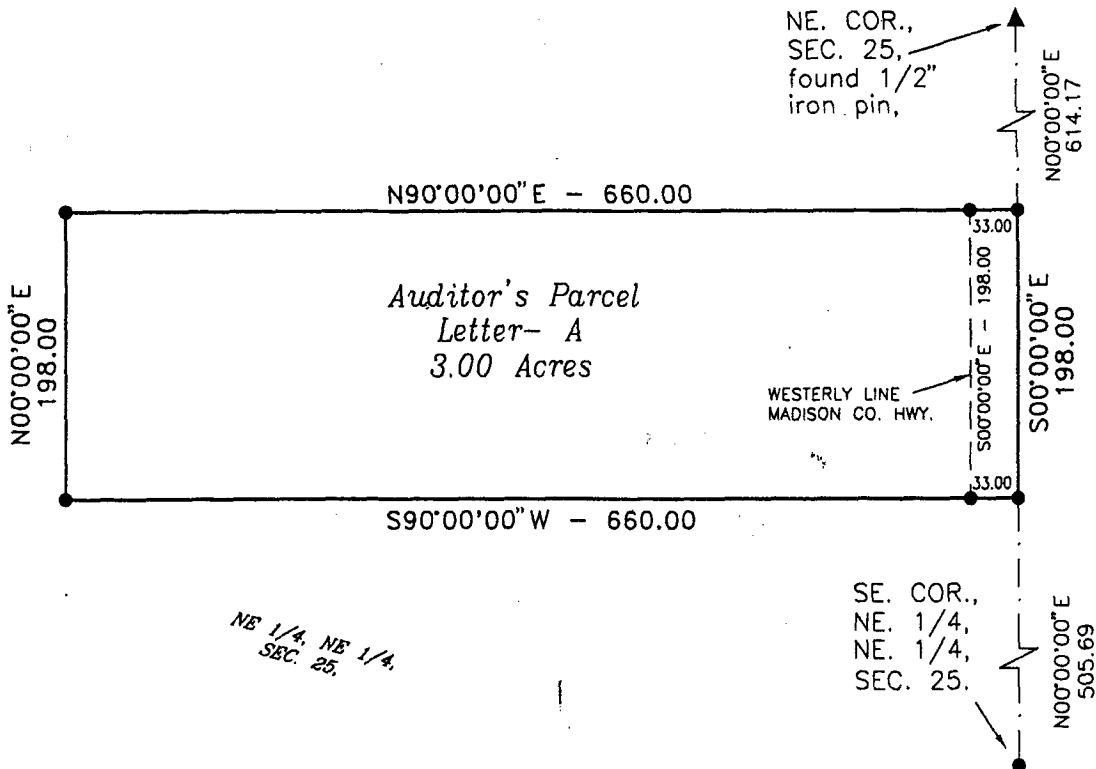 NE. COR.,
SEC. 25,
found 1/2"
iron pin,
N00°00'00"E
614.17
N90°00'00"E - 660.00
33.00
N00°00'00"E
198.00
Auditor's Parcel
Letter- A
3.00 Acres
S00°00'00"E - 198.00
S00°00'00"E
198.00
WESTERLY LINE
MADISON CO. HWY.
33.00
S90°00'00"W - 660.00
NE 1/4, NE 1/4,
SEC. 25,
SE. COR.,
NE. 1/4,
NE. 1/4,
SEC. 25.
N00°00'00"E
505.69